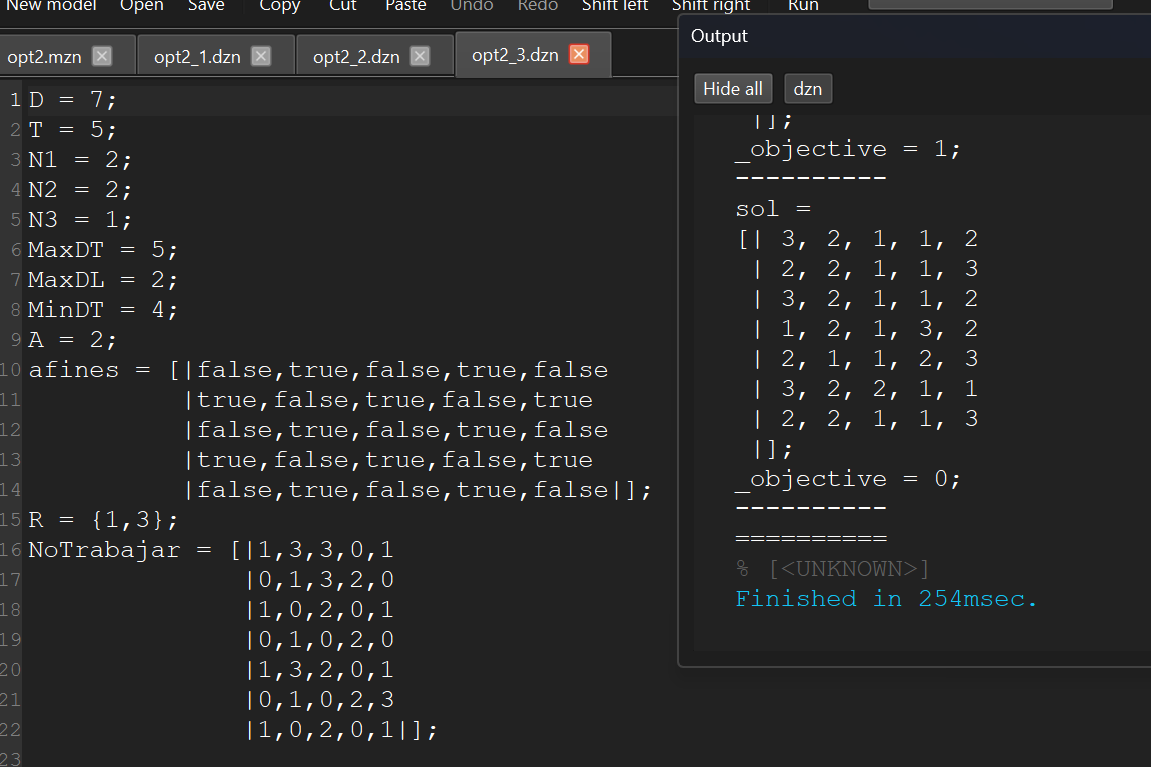 New model Open Save Copy Cut Paste Undo Redo Shift left Shift right Run
opt2.mzn opt2_1.dzn opt2_2.dzn opt2_3.dzn
1 D = 7;
2 T = 5;
3 N1 = 2;
4 N2 = 2;
5 N3 = 1;
6 MaxDT = 5;
7 MaxDL = 2;
8 MinDT = 4;
9 A = 2;
10 afines = [|false,true,false,true,false
11 |true,false,true,false,true
12 |false,true,false,true,false
13 |true,false,true,false,true
14 |false,true,false,true,false|];
15 R = {1,3};
16 NoTrabajar = [|1,3,3,0,1
17 |0,1,3,2,0
18 |1,0,2,0,1
19 |0,1,0,2,0
20 |1,3,2,0,1
21 |0,1,0,2,3
22 |1,0,2,0,1|];
23
Output
Hide all dzn
|];
_objective = 1;
----------
sol =
[| 3, 2, 1, 1, 2
| 2, 2, 1, 1, 3
| 3, 2, 1, 1, 2
| 1, 2, 1, 3, 2
| 2, 1, 1, 2, 3
| 3, 2, 2, 1, 1
| 2, 2, 1, 1, 3
|];
_objective = 0;
----------
==========
% [<UNKNOWN>]
Finished in 254msec.